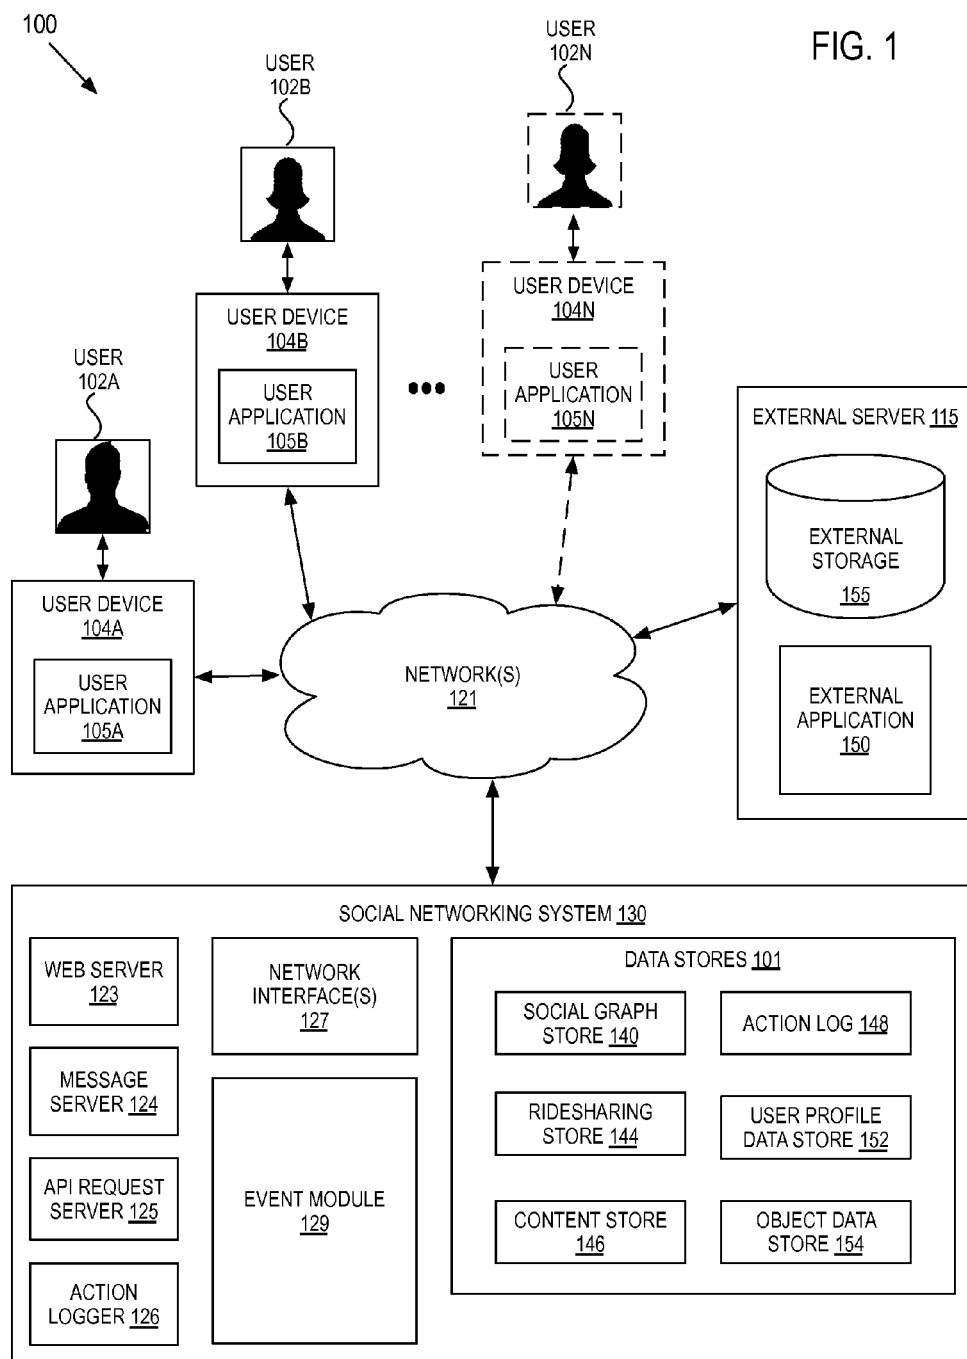 100
FIG. 1
USER
102N
USER
102B
USER DEVICE
104N
USER
APPLICATION
105N
USER DEVICE
104B
USER
APPLICATION
105B
USER
102A
USER DEVICE
104A
USER
APPLICATION
105A
EXTERNAL SERVER 115
EXTERNAL
STORAGE
155
EXTERNAL
APPLICATION
150
NETWORK(S)
121
SOCIAL NETWORKING SYSTEM 130
WEB SERVER
123
MESSAGE
SERVER 124
API REQUEST
SERVER 125
ACTION
LOGGER 126
NETWORK
INTERFACE(S)
127
EVENT MODULE
129
DATA STORES 101
SOCIAL GRAPH
STORE 140
ACTION LOG 148
RIDESHARING
STORE 144
USER PROFILE
DATA STORE 152
CONTENT STORE
146
OBJECT DATA
STORE 154